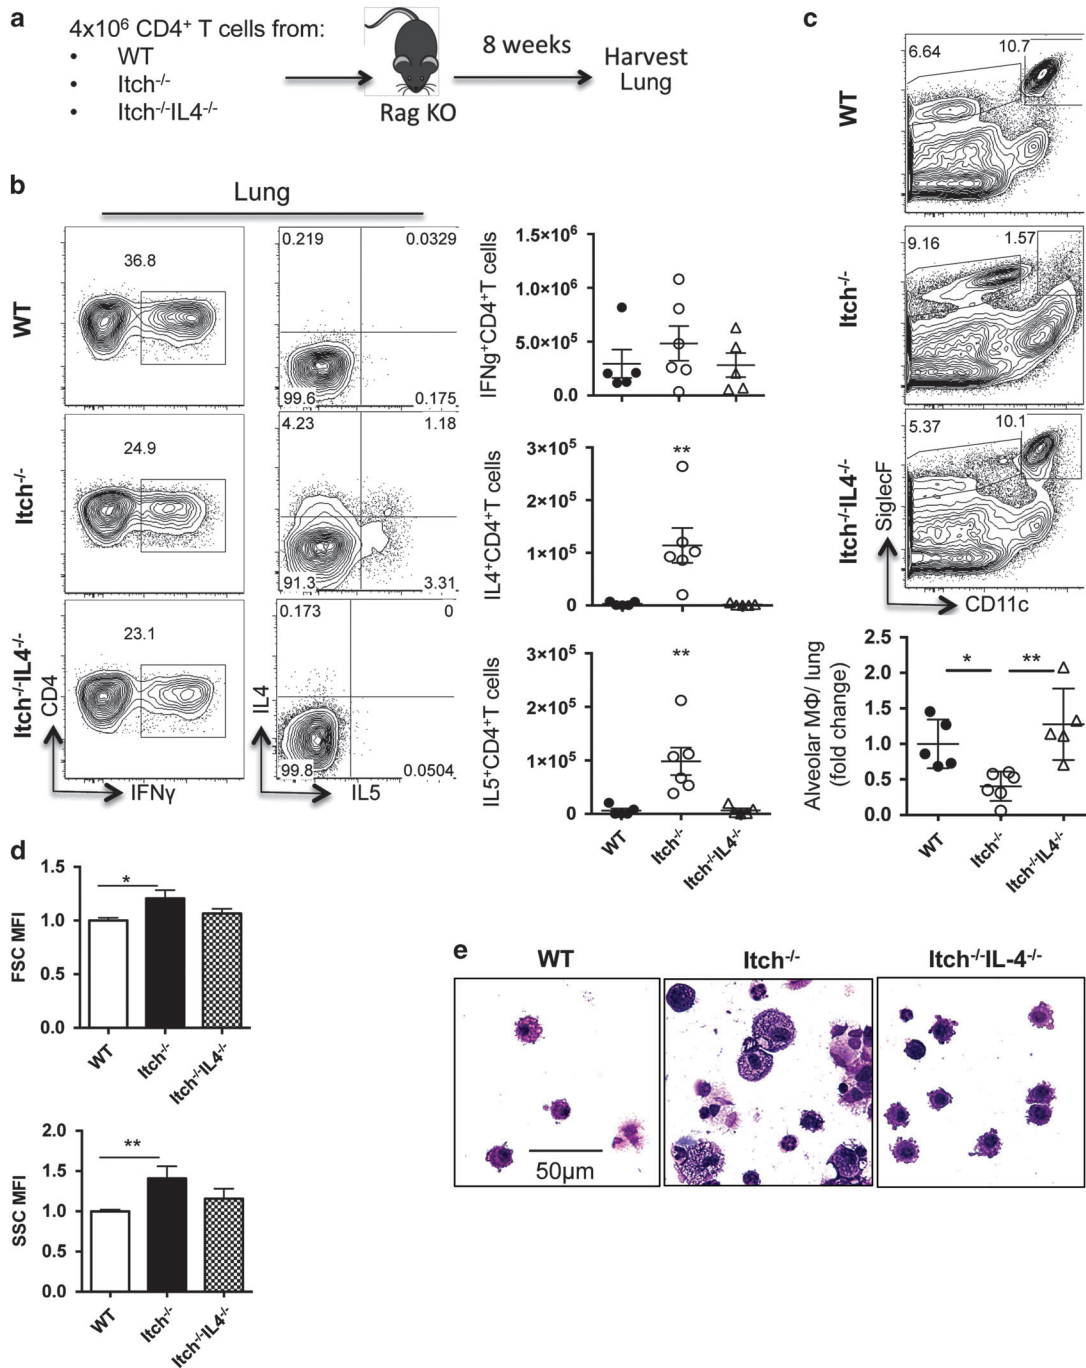 a
4x10⁶ CD4⁺ T cells from:
• WT
• Itch⁻/⁻
• Itch⁻/⁻IL4⁻/⁻
Rag KO
8 weeks
Harvest
Lung
b
Lung
WT
36.8
0.219 0.0329
99.6 0.175
Itch⁻/⁻
24.9
4.23 1.18
91.3 3.31
Itch⁻/⁻IL4⁻/⁻
23.1
0.173 0
99.8 0.0504
CD4
IFNγ
IL4
IL5
IFNg⁺CD4⁺T cells
1.5×10⁶
1.0×10⁶
5.0×10⁵
0.0
IL4⁺CD4⁺T cells
3×10⁵
2×10⁵
1×10⁵
0
**
IL5⁺CD4⁺T cells
3×10⁵
2×10⁵
1×10⁵
0
**
WT
Itch⁻/⁻
Itch⁻/⁻IL4⁻/⁻
c
WT
6.64 10.7
Itch⁻/⁻
9.16 1.57
Itch⁻/⁻IL4⁻/⁻
5.37 10.1
SiglecF
CD11c
Alveolar MΦ/ lung
(fold change)
2.5
2.0
1.5
1.0
0.5
0.0
* **
WT
Itch⁻/⁻
Itch⁻/⁻IL4⁻/⁻
d
FSC MFI
1.5
1.0
0.5
0.0
*
WT
Itch⁻/⁻
Itch⁻/⁻IL4⁻/⁻
SSC MFI
2.0
1.5
1.0
0.5
0.0
**
WT
Itch⁻/⁻
Itch⁻/⁻IL4⁻/⁻
e
WT Itch⁻/⁻ Itch⁻/⁻IL-4⁻/⁻
50µm